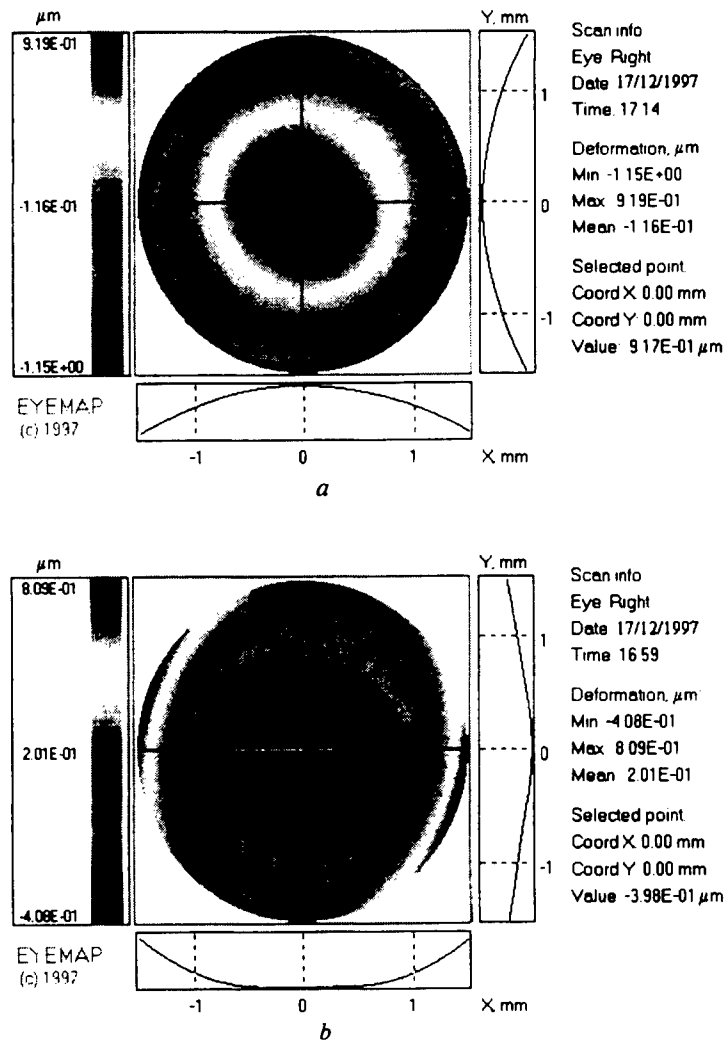 μm
9.19E-01
-1.16E-01
-1.15E+00
EYEMAP
(c) 1997
Y, mm
1
0
-1
-1 0 1 X, mm
Scan info
Eye Right
Date 17/12/1997
Time 17 14
Deformation, μm
Min -1.15E+00
Max 9.19E-01
Mean -1.16E-01
Selected point
Coord X 0.00 mm
Coord Y 0.00 mm
Value 9.17E-01 μm
a
μm
8.09E-01
2.01E-01
-4.08E-01
EYEMAP
(c) 1997
Y, mm
1
0
-1
-1 0 1 X, mm
Scan info
Eye Right
Date 17/12/1997
Time 16 59
Deformation, μm
Min -4.08E-01
Max 8.09E-01
Mean 2.01E-01
Selected point
Coord X 0.00 mm
Coord Y 0.00 mm
Value -3.98E-01 μm
b